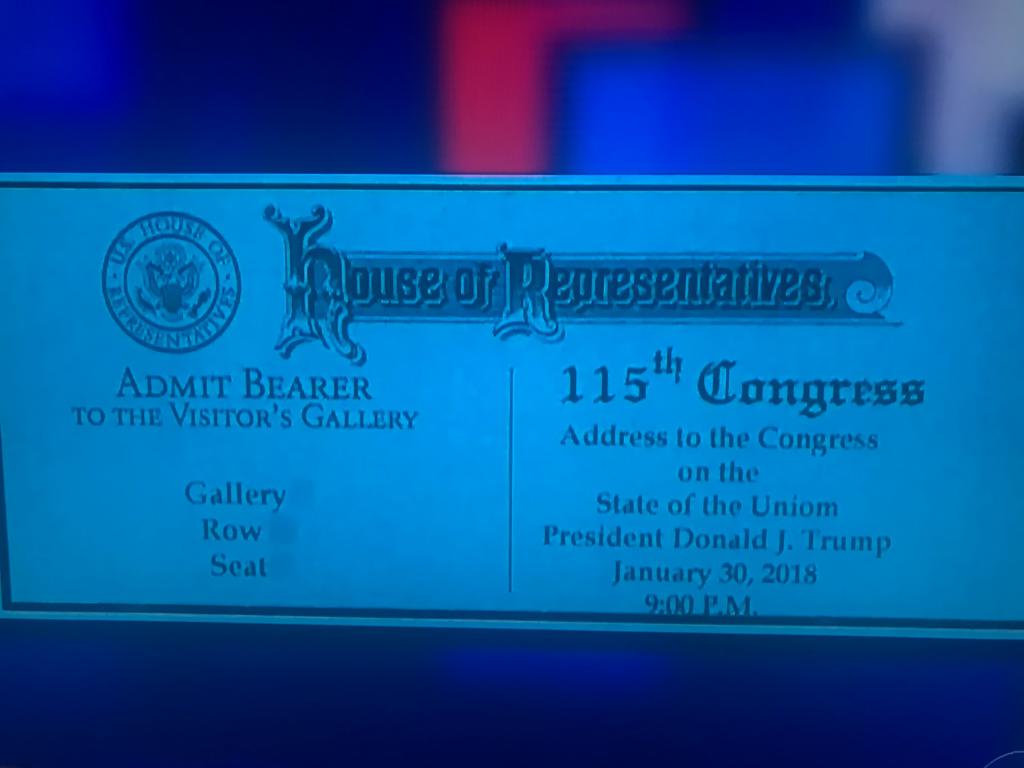 U.S. HOUSE OF REPRESENTATIVES
House of Representatives,
ADMIT BEARER
TO THE VISITOR'S GALLERY
Gallery
Row
Seat
115th Congress
Address to the Congress
on the
State of the Uniom
President Donald J. Trump
January 30, 2018
9:00 P.M.